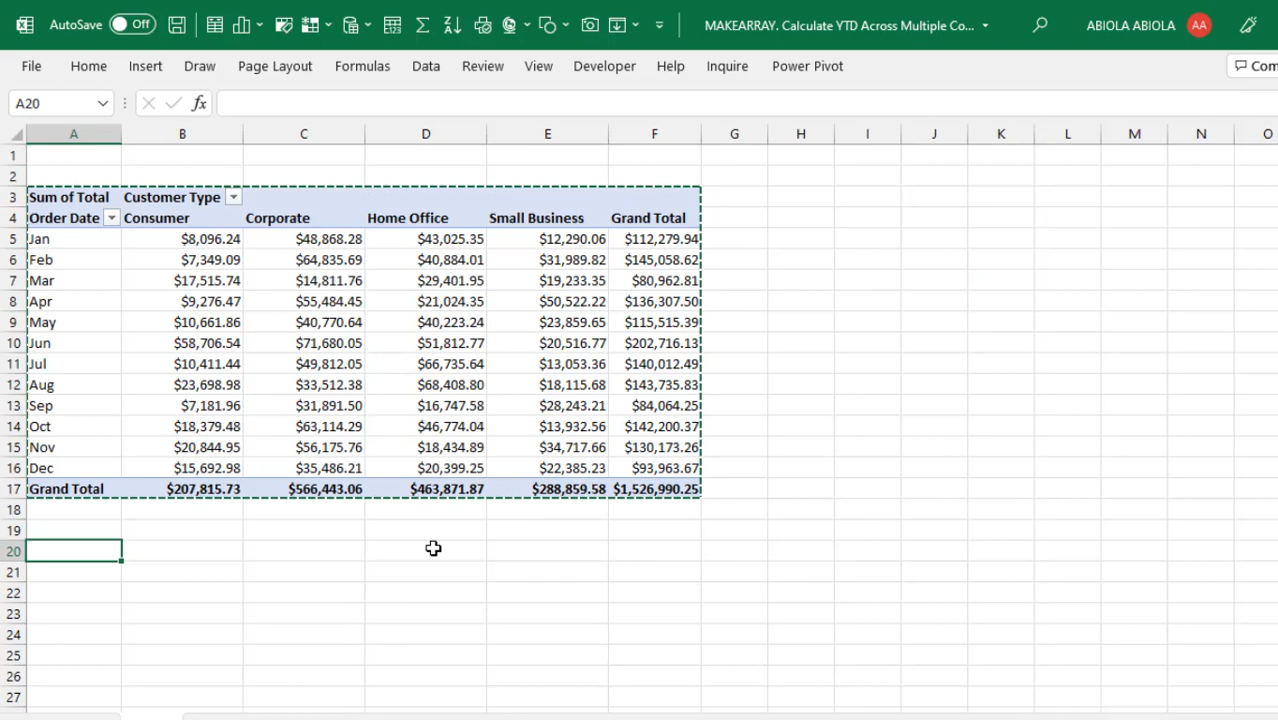 AutoSave Off MAKEARRAY. Calculate YTD Across Multiple Co... ABIOLA ABIOLA AA
File Home Insert Draw Page Layout Formulas Data Review View Developer Help Inquire Power Pivot Com
A20 fx
A B C D E F G H I J K L M N O
1
2
3 Sum of Total Customer Type
4 Order Date Consumer Corporate Home Office Small Business Grand Total
5 Jan $8,096.24 $48,868.28 $43,025.35 $12,290.06 $112,279.94
6 Feb $7,349.09 $64,835.69 $40,884.01 $31,989.82 $145,058.62
7 Mar $17,515.74 $14,811.76 $29,401.95 $19,233.35 $80,962.81
8 Apr $9,276.47 $55,484.45 $21,024.35 $50,522.22 $136,307.50
9 May $10,661.86 $40,770.64 $40,223.24 $23,859.65 $115,515.39
10 Jun $58,706.54 $71,680.05 $51,812.77 $20,516.77 $202,716.13
11 Jul $10,411.44 $49,812.05 $66,735.64 $13,053.36 $140,012.49
12 Aug $23,698.98 $33,512.38 $68,408.80 $18,115.68 $143,735.83
13 Sep $7,181.96 $31,891.50 $16,747.58 $28,243.21 $84,064.25
14 Oct $18,379.48 $63,114.29 $46,774.04 $13,932.56 $142,200.37
15 Nov $20,844.95 $56,175.76 $18,434.89 $34,717.66 $130,173.26
16 Dec $15,692.98 $35,486.21 $20,399.25 $22,385.23 $93,963.67
17 Grand Total $207,815.73 $566,443.06 $463,871.87 $288,859.58 $1,526,990.25
18
19
20
21
22
23
24
25
26
27